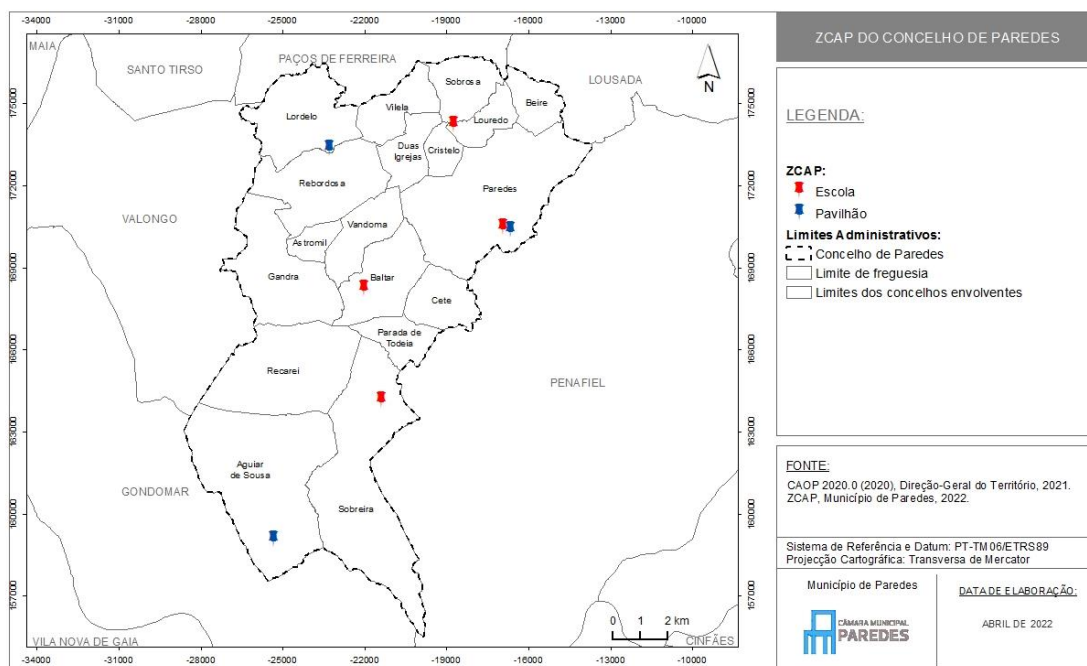 -34000
-31000
-28000
-25000
-22000
-19000
-16000
-13000
-10000
ZCAP DO CONCELHO DE PAREDES
MAIA
SANTO TIRSO
PAÇOS DE FERREIRA
LOUSADA
N
Sobrosa
Beire
Vilela
Lordelo
Louredo
Duas
Igrejas
Cristelo
Rebordosa
Paredes
VALONGO
Vandoma
Astromil
Gandra
Baltar
Cete
Parada de
Todeia
Recarei
PENAFIEL
Aguiar
de Sousa
GONDOMAR
Sobreira
VILA NOVA DE GAIA
CINFÃES
0 1 2 km
175000
172000
169000
166000
163000
160000
157000
175000
172000
169000
166000
163000
160000
157000
-34000
-31000
-28000
-25000
-22000
-19000
-16000
-13000
-10000
LEGENDA:
ZCAP:
Escola
Pavilhão
Limites Administrativos:
Concelho de Paredes
Limite de freguesia
Limites dos concelhos envolventes
FONTE:
CAOP 2020.0 (2020), Direção-Geral do Território, 2021.
ZCAP, Município de Paredes, 2022.
Sistema de Referência e Datum: PT-TM06/ETRS89
Projecção Cartográfica: Transversa de Mercator
Município de Paredes
CÂMARA MUNICIPAL
PAREDES
DATA DE ELABORAÇÃO:
ABRIL DE 2022